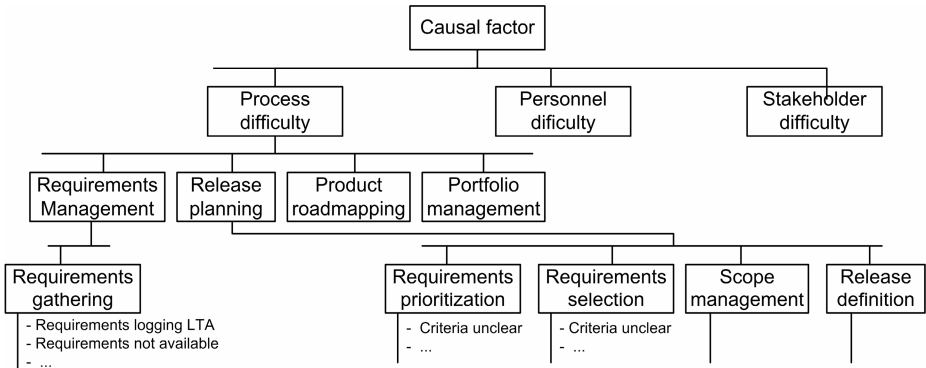 Causal factor
Process
difficulty
Personnel
dificulty
Stakeholder
difficulty
Requirements
Management
Release
planning
Product
roadmapping
Portfolio
management
Requirements
gathering
Requirements
prioritization
Requirements
selection
Scope
management
Release
definition
- Requirements logging LTA
- Requirements not available
- ...
- Criteria unclear
- ...
- Criteria unclear
- ...